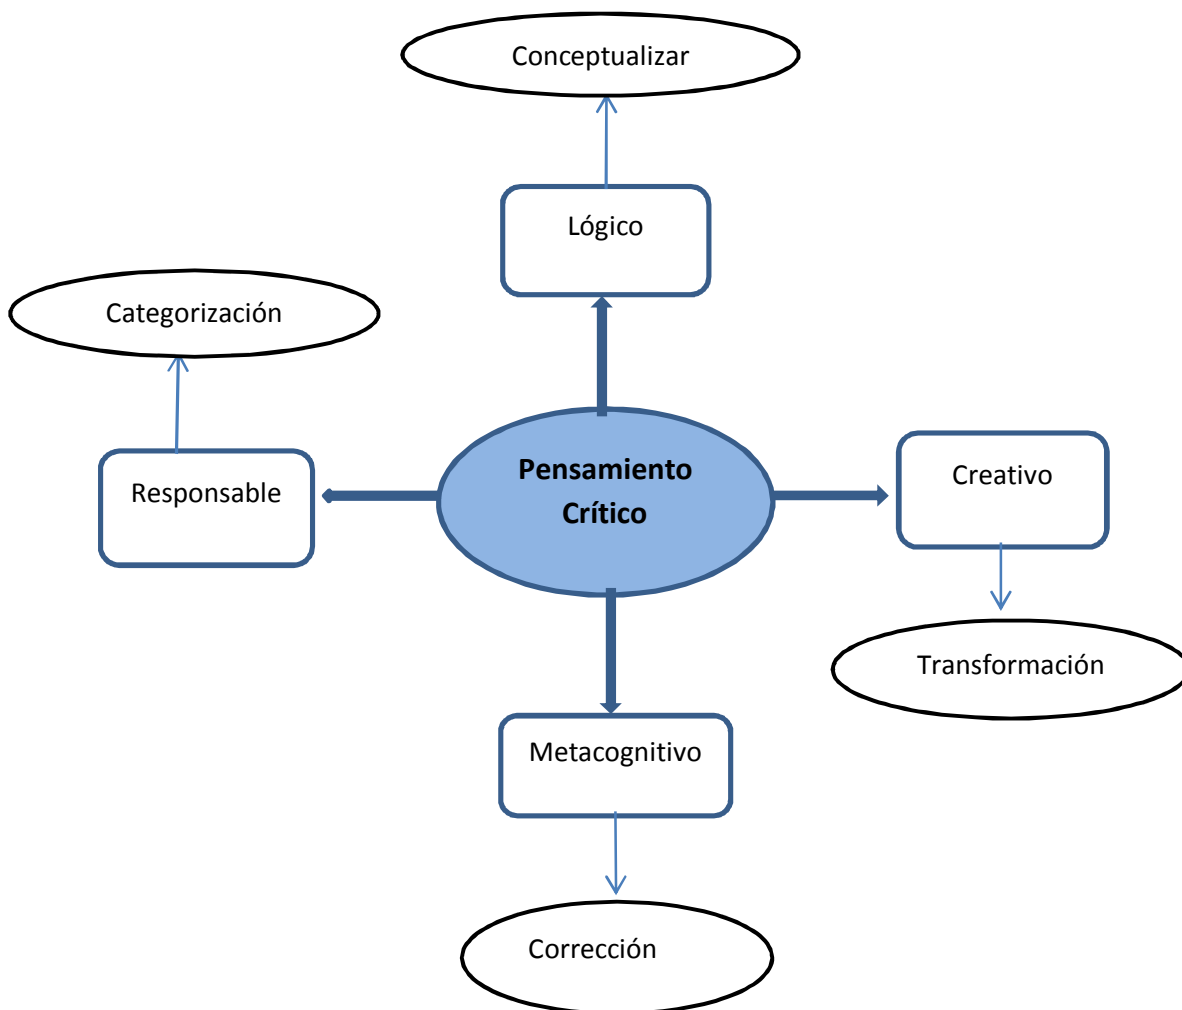 Conceptualizar
Lógico
Categorización
Responsable
Pensamiento
Crítico
Creativo
Transformación
Metacognitivo
Corrección